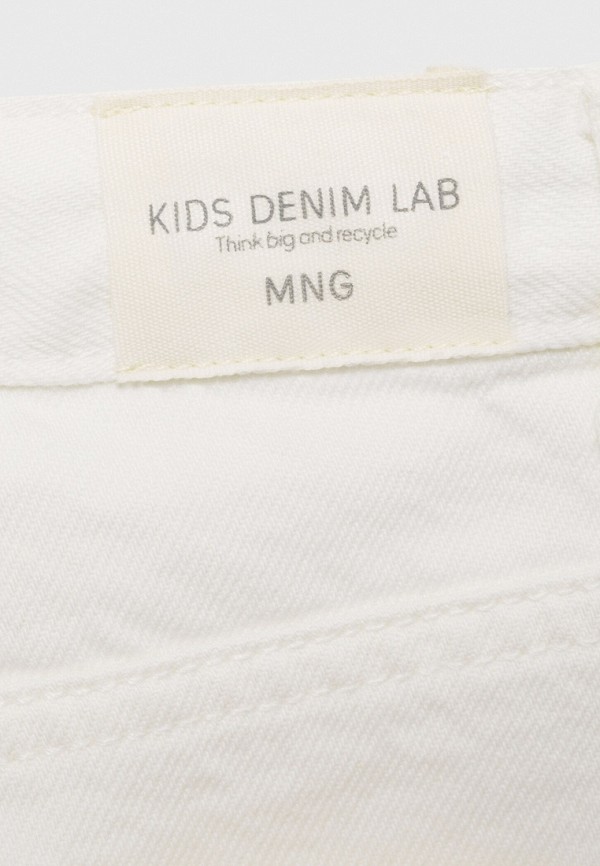 KIDS DENIM LAB
Think big and recycle
MNG